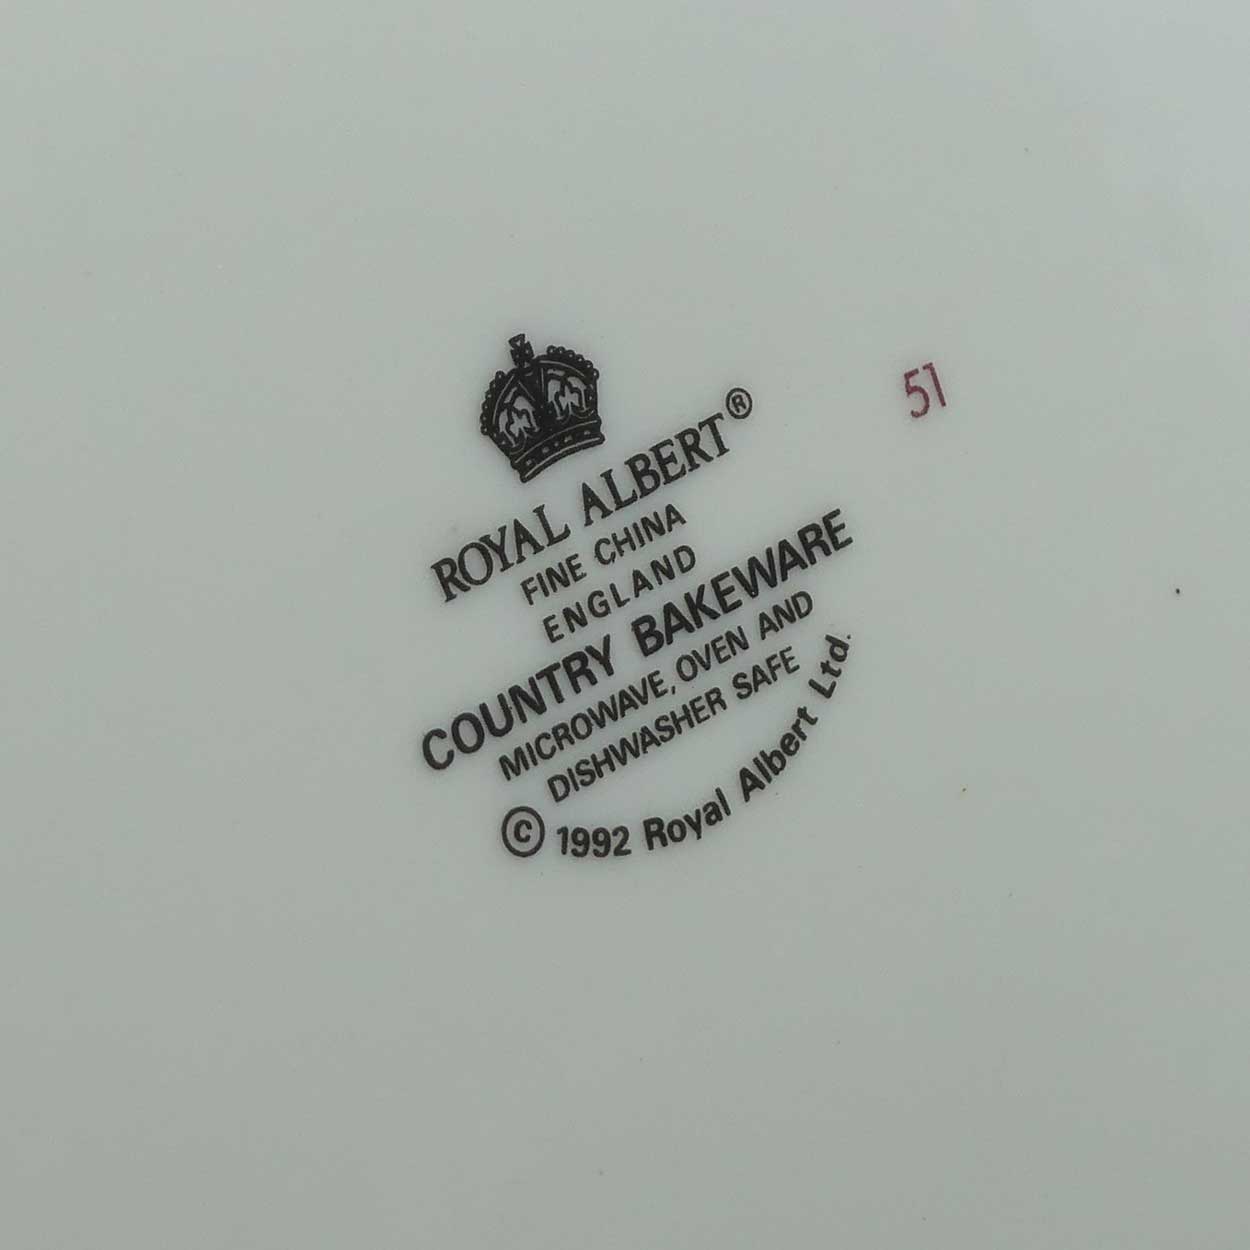 ROYAL ALBERT®
FINE CHINA
ENGLAND
COUNTRY BAKEWARE
MICROWAVE, OVEN AND
DISHWASHER SAFE
© 1992 Royal Albert Ltd.
51